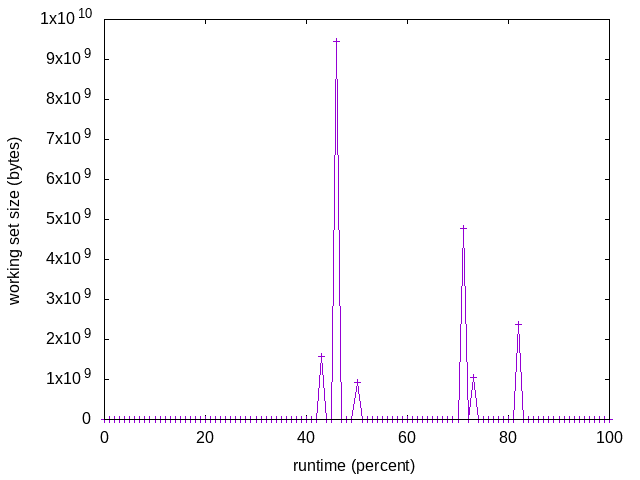 1x10^10
9x10^9
8x10^9
7x10^9
6x10^9
5x10^9
4x10^9
3x10^9
2x10^9
1x10^9
0
0 20 40 60 80 100
working set size (bytes)
runtime (percent)